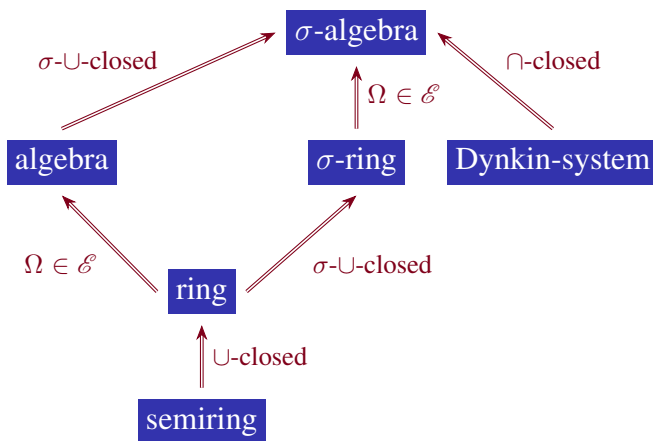 σ-algebra
σ-∪-closed
∩-closed
Ω ∈ ℰ
algebra
σ-ring
Dynkin-system
Ω ∈ ℰ
σ-∪-closed
ring
∪-closed
semiring